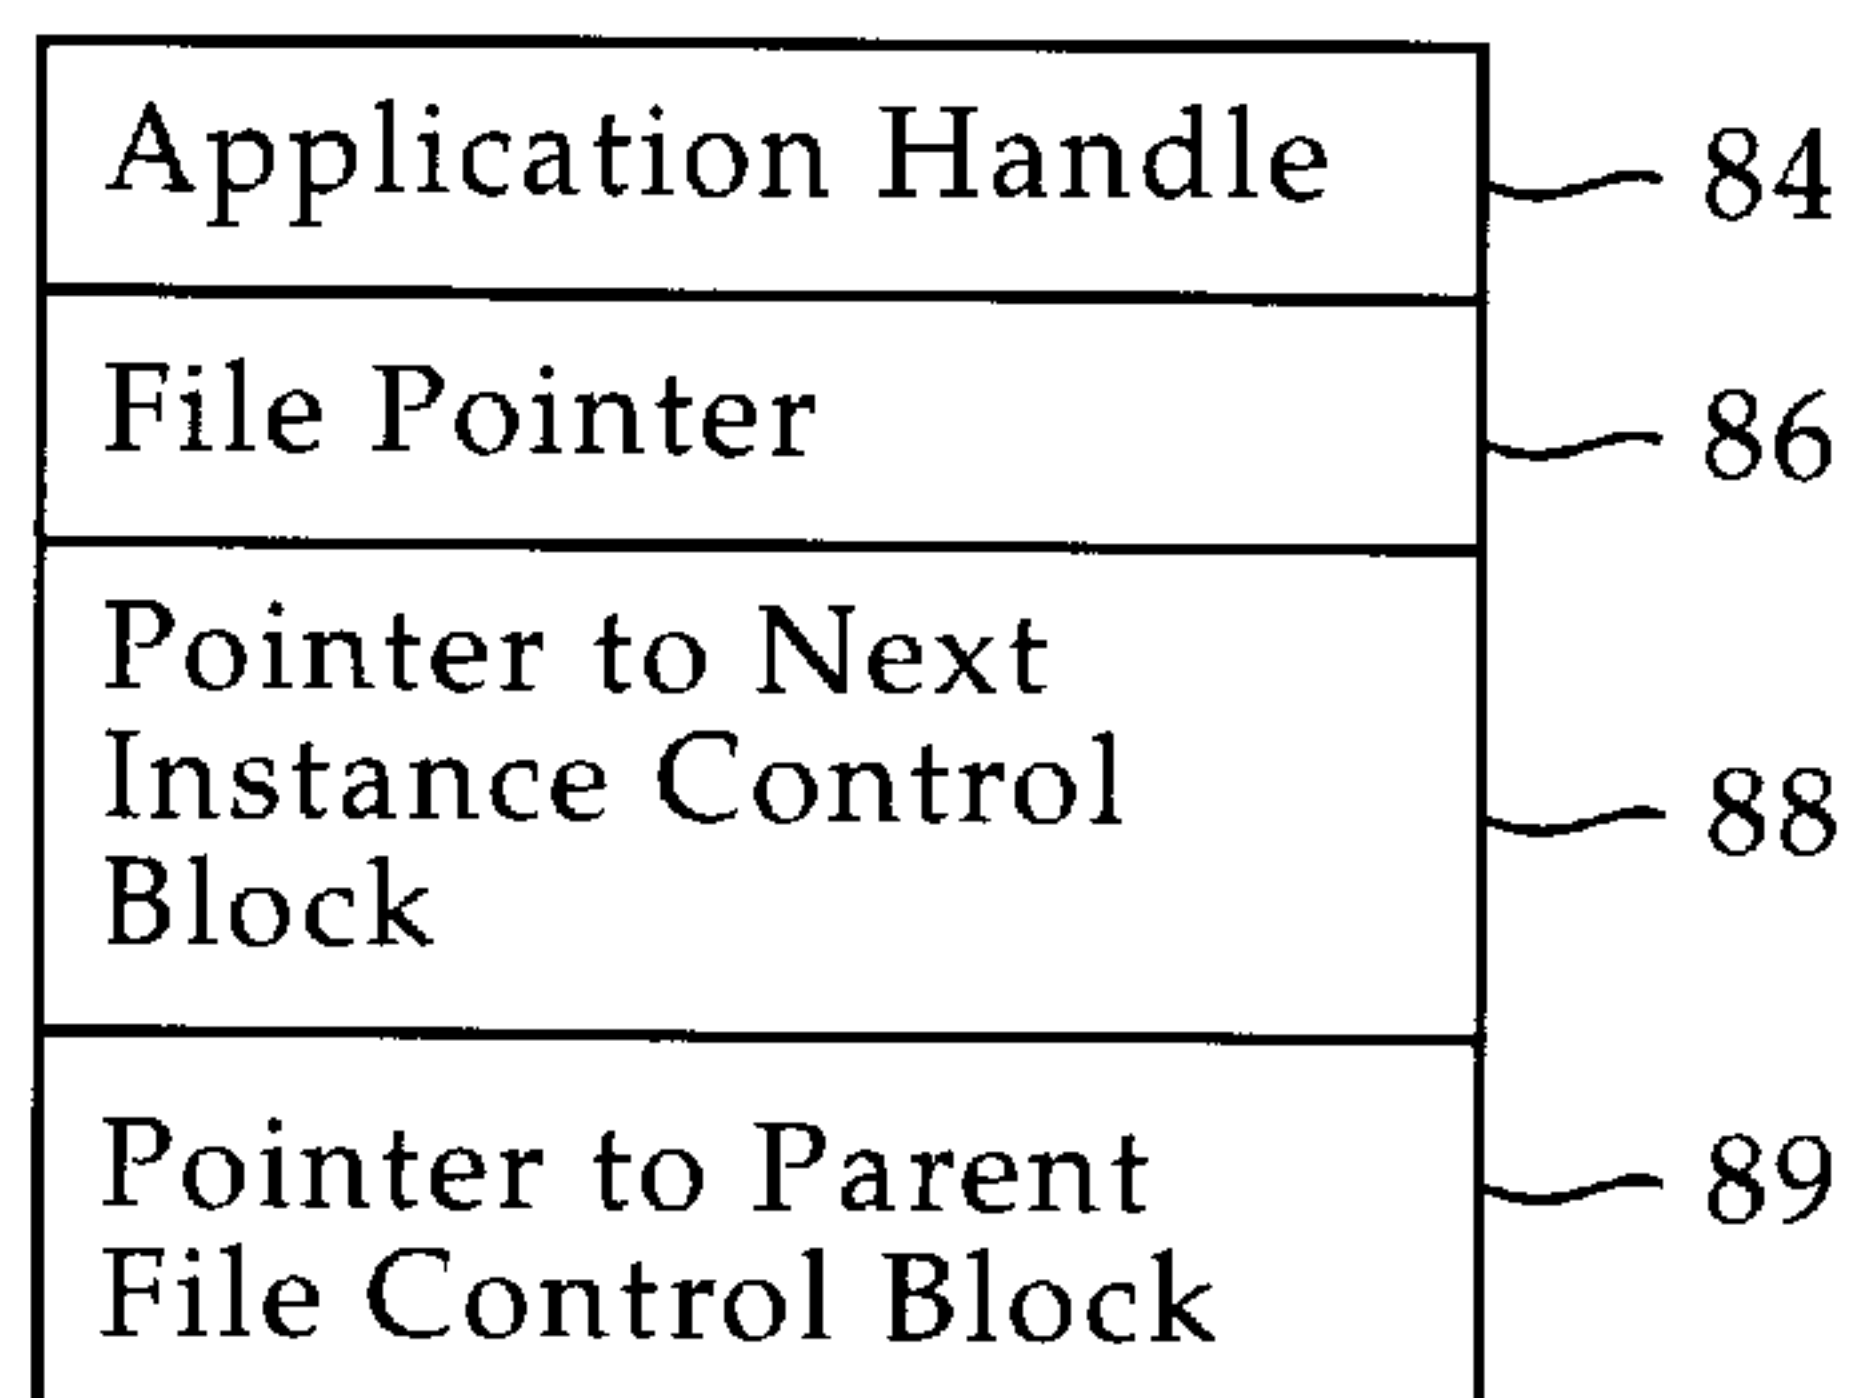 Application Handle 84
File Pointer 86
Pointer to Next
Instance Control
Block
88
Pointer to Parent
File Control Block
89